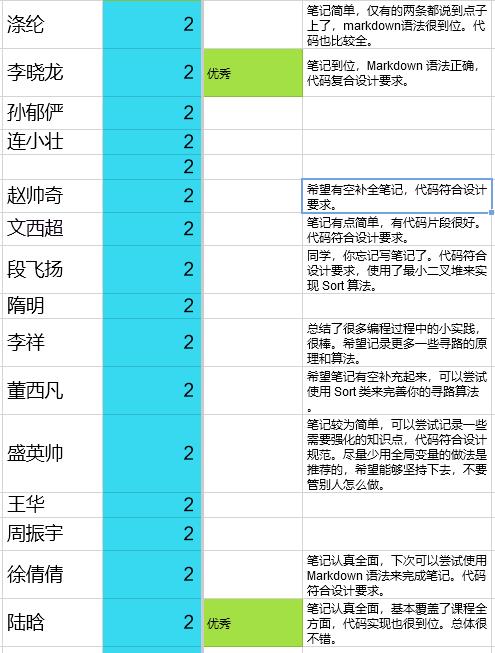 涤纶
2
笔记简单，仅有的两条都说到点子
上了，markdown语法很到位。代
码也比较全。
李晓龙
2
优秀
笔记到位，Markdown 语法正确，
代码复合设计要求。
孙郁俨
2
连小壮
2
2
赵帅奇
2
希望有空补全笔记，代码符合设计
要求。
文西超
2
笔记有点简单，有代码片段很好。
代码符合设计要求。
段飞扬
2
同学，你忘记写笔记了。代码符合
设计要求，使用了最小二叉堆来实
现 Sort 算法。
隋明
2
李祥
2
总结了很多编程过程中的小实践，
很棒。希望记录更多一些寻路的原
理和算法。
董西凡
2
希望笔记有空补充起来，可以尝试
使用 Sort 类来完善你的寻路算法
。
盛英帅
2
笔记较为简单，可以尝试记录一些
需要强化的知识点，代码符合设计
规范。尽量少用全局变量的做法是
推荐的，希望能够坚持下去，不要
管别人怎么做。
王华
2
周振宇
2
徐倩倩
2
笔记认真全面，下次可以尝试使用
Markdown 语法来完成笔记。代码
符合设计要求。
陆晗
2
优秀
笔记认真全面，基本覆盖了课程全
方面，代码实现也很到位。总体很
不错。